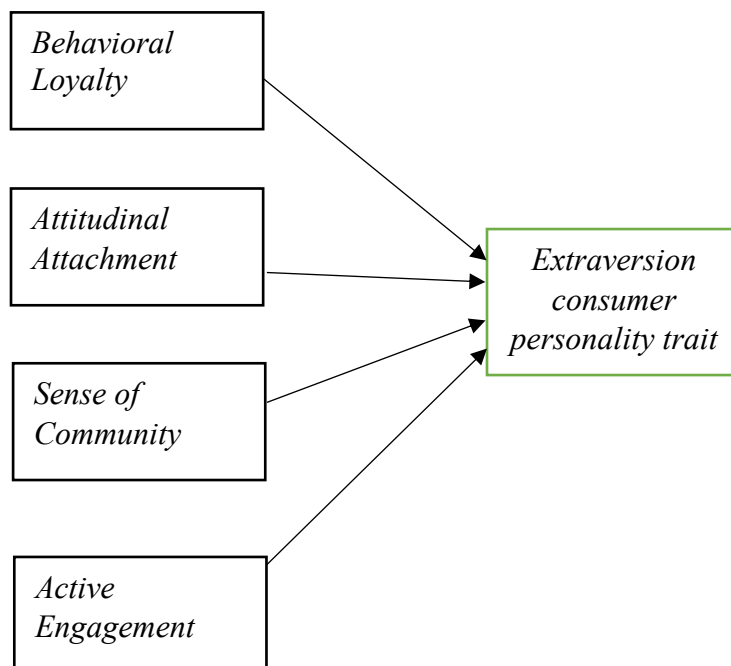 Behavioral
Loyalty
Attitudinal
Attachment
Extraversion
consumer
personality trait
Sense of
Community
Active
Engagement